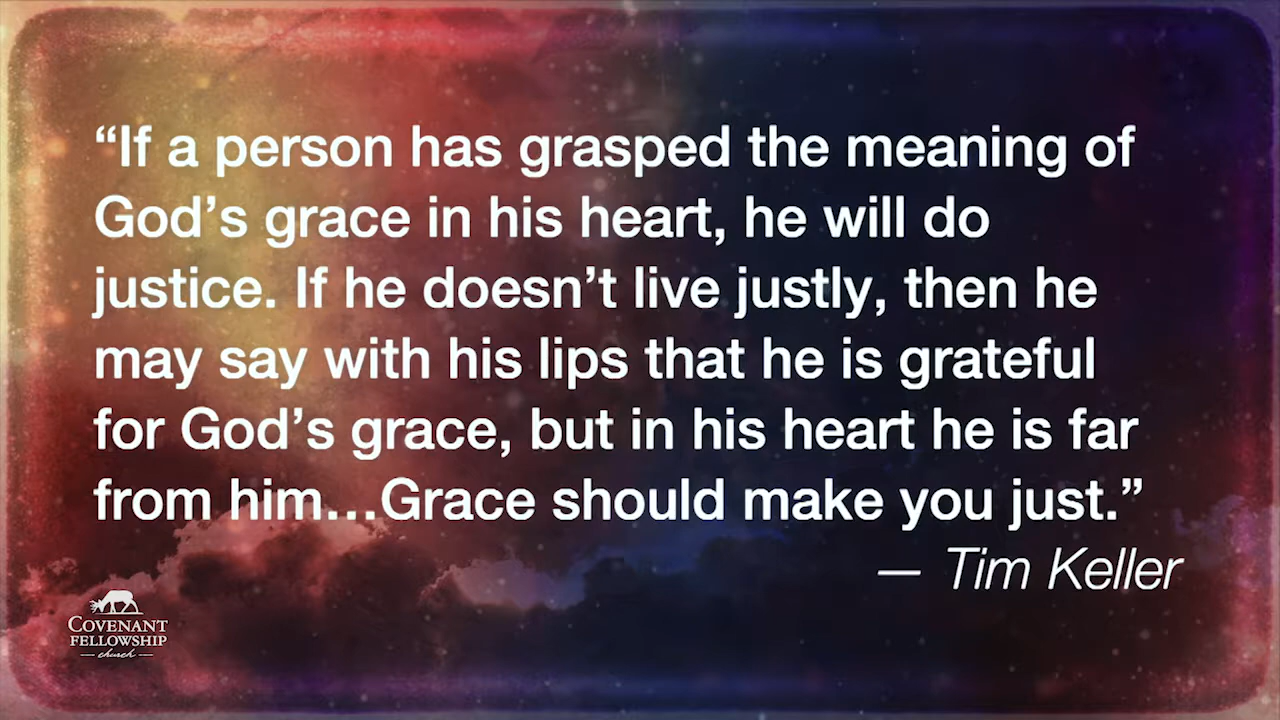 “If a person has grasped the meaning of
God’s grace in his heart, he will do
justice. If he doesn’t live justly, then he
may say with his lips that he is grateful
for God’s grace, but in his heart he is far
from him…Grace should make you just.”
— Tim Keller
COVENANT
FELLOWSHIP
church